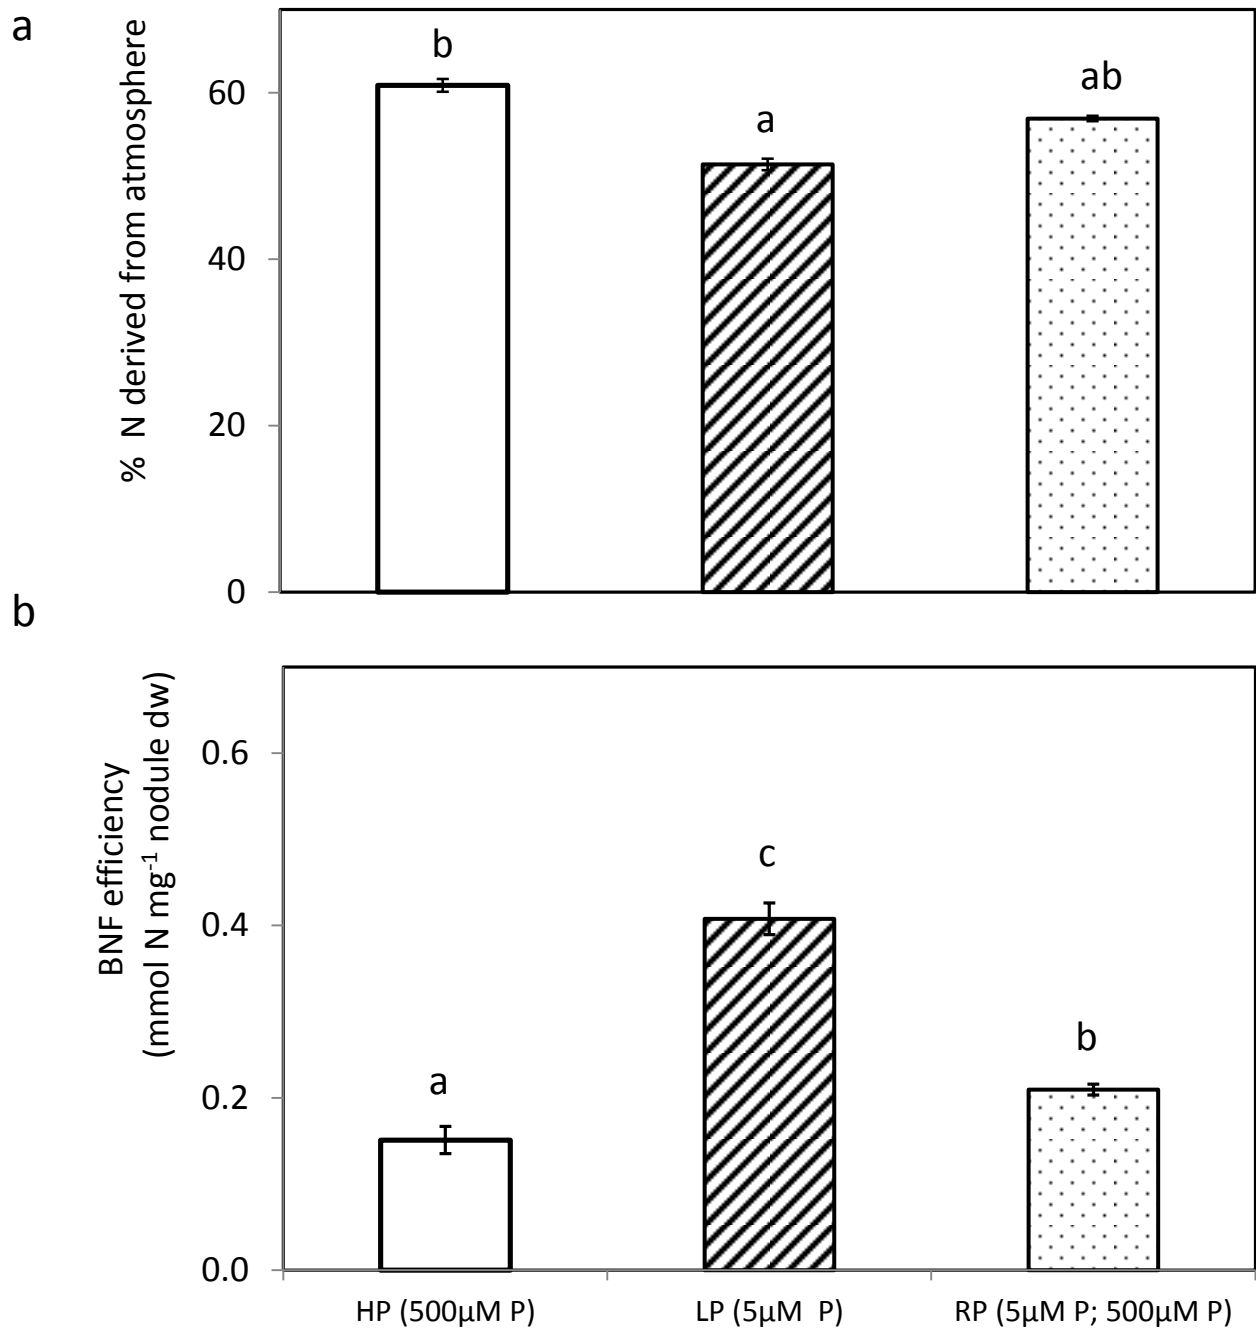 a
% N derived from atmosphere
60
40
20
0
b
a
ab
b
BNF efficiency
(mmol N mg⁻¹ nodule dw)
0.6
0.4
0.2
0.0
a
c
b
HP (500µM P)
LP (5µM P)
RP (5µM P; 500µM P)